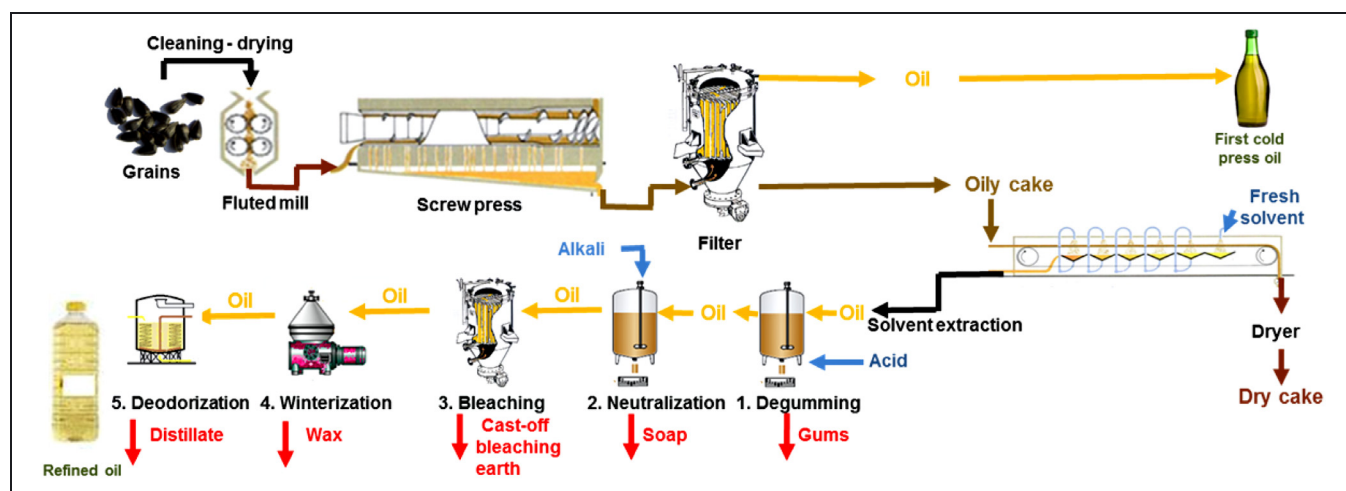 Cleaning - drying
Grains
Fluted mill
Screw press
Filter
Oil
First cold
press oil
Oily cake
Fresh
solvent
Solvent extraction
Dryer
Dry cake
Oil
Acid
1. Degumming
Gums
Oil
Alkali
2. Neutralization
Soap
Oil
3. Bleaching
Cast-off
bleaching
earth
Oil
4. Winterization
Wax
Oil
5. Deodorization
Distillate
Refined oil